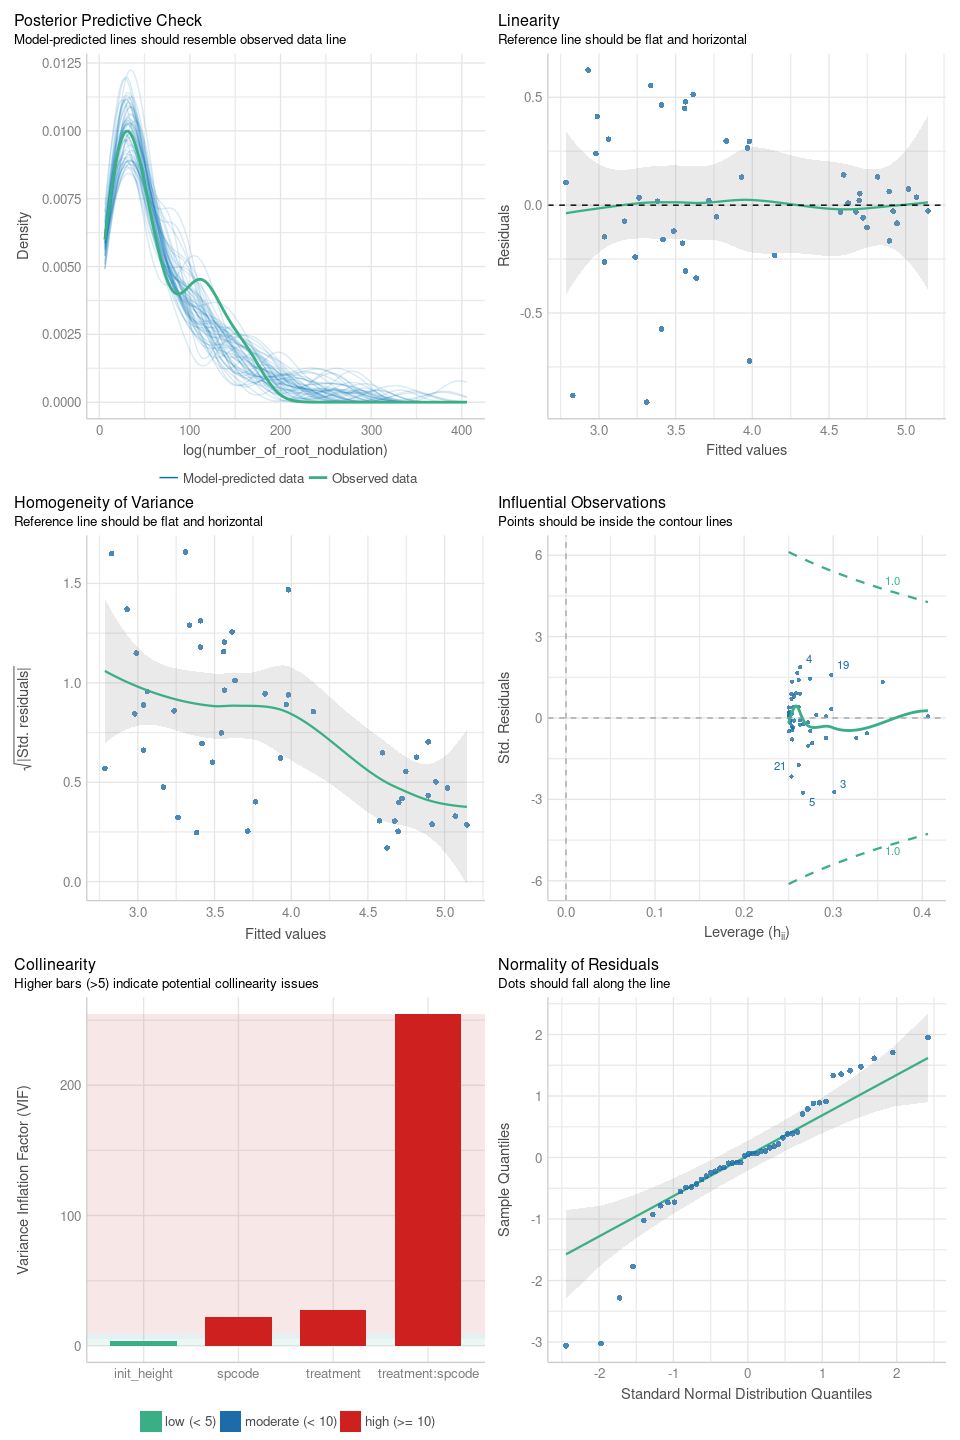 Posterior Predictive Check
Model-predicted lines should resemble observed data line
Density
0.0125
0.0100
0.0075
0.0050
0.0025
0.0000
0 100 200 300 400
log(number_of_root_nodulation)
Model-predicted data Observed data
Linearity
Reference line should be flat and horizontal
Residuals
0.5
0.0
-0.5
3.0 3.5 4.0 4.5 5.0
Fitted values
Homogeneity of Variance
Reference line should be flat and horizontal
√|Std. residuals|
1.5
1.0
0.5
0.0
3.0 3.5 4.0 4.5 5.0
Fitted values
Influential Observations
Points should be inside the contour lines
Std. Residuals
6
3
0
-3
-6
1.0
4
19
21
3
5
1.0
0.0 0.1 0.2 0.3 0.4
Leverage (hii)
Collinearity
Higher bars (>5) indicate potential collinearity issues
Variance Inflation Factor (VIF)
200
100
0
init_height spcode treatment treatment:spcode
low (< 5) moderate (< 10) high (>= 10)
Normality of Residuals
Dots should fall along the line
Sample Quantiles
2
1
0
-1
-2
-3
-2 -1 0 1 2
Standard Normal Distribution Quantiles